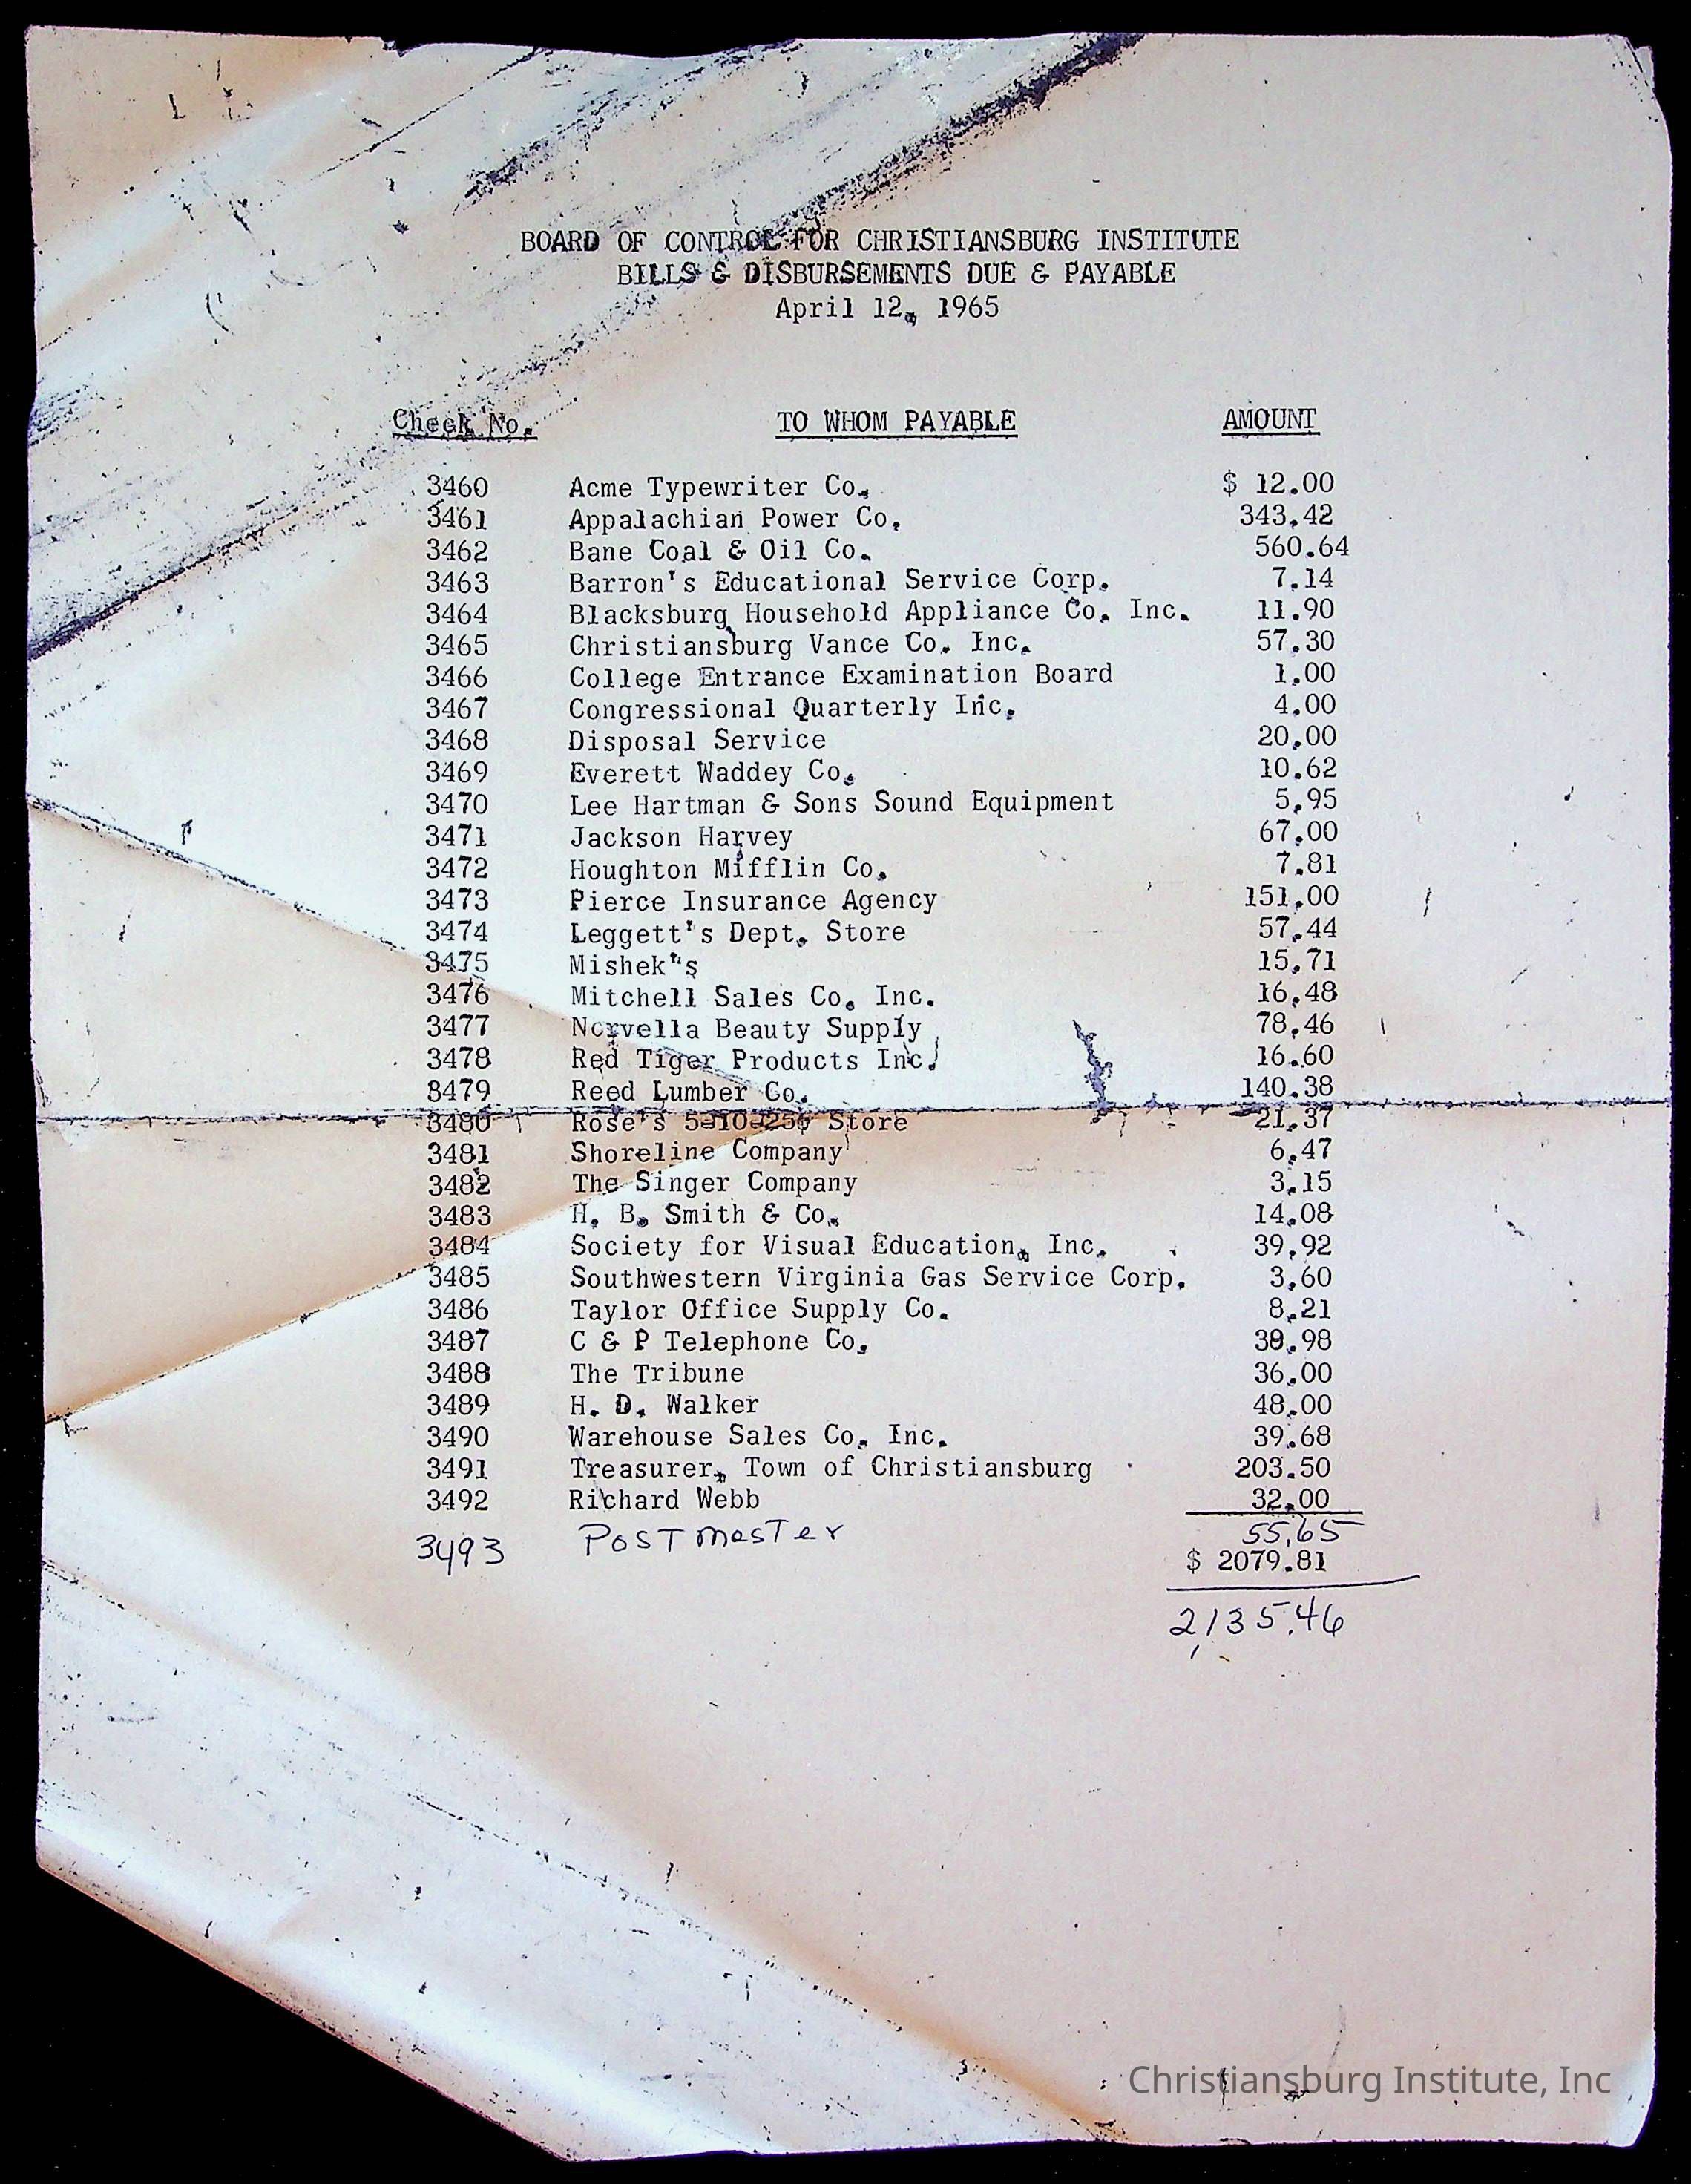 BOARD OF CONTROL FOR CHRISTIANSBURG INSTITUTE
BILLS & DISBURSEMENTS DUE & PAYABLE
April 12, 1965
Check No. TO WHOM PAYABLE AMOUNT
3460 Acme Typewriter Co. $ 12.00
3461 Appalachian Power Co. 343.42
3462 Bane Coal & Oil Co. 560.64
3463 Barron's Educational Service Corp. 7.14
3464 Blacksburg Household Appliance Co. Inc. 11.90
3465 Christiansburg Vance Co. Inc. 57.30
3466 College Entrance Examination Board 1.00
3467 Congressional Quarterly Inc. 4.00
3468 Disposal Service 20.00
3469 Everett Waddey Co. 10.62
3470 Lee Hartman & Sons Sound Equipment 5.95
3471 Jackson Harvey 67.00
3472 Houghton Mifflin Co. 7.81
3473 Pierce Insurance Agency 151.00
3474 Leggett's Dept. Store 57.44
3475 Mishek's 15.71
3476 Mitchell Sales Co. Inc. 16.48
3477 Norvella Beauty Supply 78.46
3478 Red Tiger Products Inc. 16.60
3479 Reed Lumber Co. 140.38
3480 Rose's 5-10-25¢ Store 21.37
3481 Shoreline Company 6.47
3482 The Singer Company 3.15
3483 H. B. Smith & Co. 14.08
3484 Society for Visual Education, Inc. 39.92
3485 Southwestern Virginia Gas Service Corp. 3.60
3486 Taylor Office Supply Co. 8.21
3487 C & P Telephone Co. 38.98
3488 The Tribune 36.00
3489 H. D. Walker 48.00
3490 Warehouse Sales Co. Inc. 39.68
3491 Treasurer, Town of Christiansburg 203.50
3492 Richard Webb 32.00
3493 Postmaster 55.65
$ 2079.81
2135.46
Christiansburg Institute, Inc